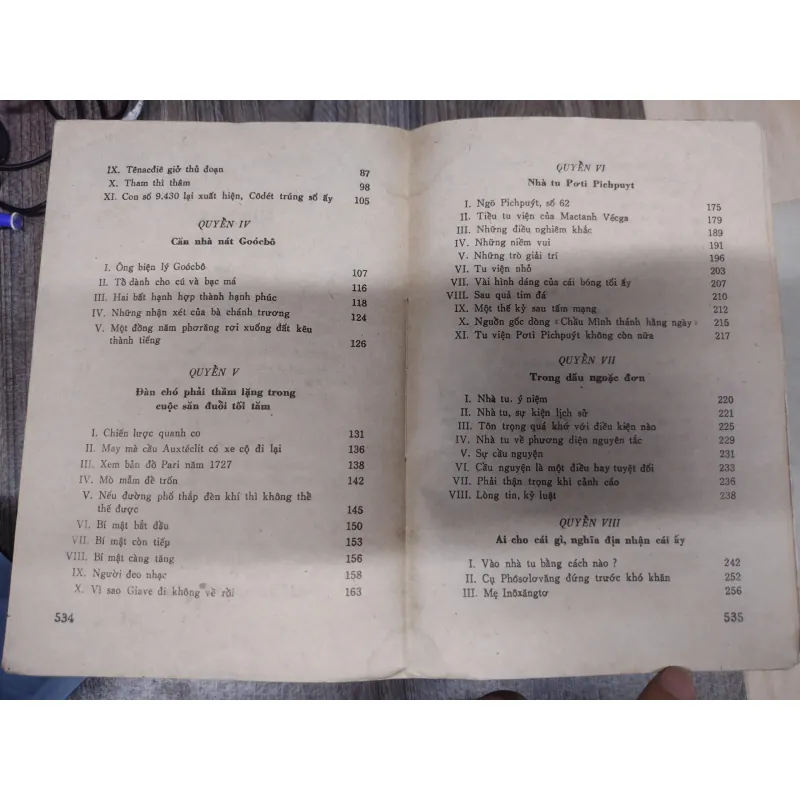 IX. Tênacđiê giở thủ đoạn 87
X. Tham thì thâm 98
XI. Con số 9.430 lại xuất hiện, Côdét trúng số ấy 105
QUYỂN IV
Căn nhà nát Goócbô
I. Ông biện lý Goócbô 107
II. Tổ dành cho cú và bạc má 116
III. Hai bất hạnh hợp thành hạnh phúc 118
IV. Những nhận xét của bà chánh trương 124
V. Một đồng năm phơrăng rơi xuống đất kêu
thành tiếng 126
QUYỂN V
Đàn chó phải thầm lặng trong
cuộc săn đuổi tối tăm
I. Chiến lược quanh co 131
II. May mà cầu Auxtéclit có xe cộ đi lại 136
III. Xem bản đồ Pari năm 1727 138
IV. Mò mẫm để trốn 142
V. Nếu đường phố thắp đèn khí thì không thể
thế được 145
VI. Bí mật bắt đầu 150
VII. Bí mật còn tiếp 153
VIII. Bí mật càng tăng 156
IX. Người đeo nhạc 158
X. Vì sao Giave đi không về rồi 163
534
QUYỂN VI
Nhà tu Pơti Pichpuyt
I. Ngõ Pichpuýt, số 62 175
II. Tiểu tu viện của Mactanh Vécga 179
III. Những điều nghiêm khắc 189
IV. Những niềm vui 191
V. Những trò giải trí 196
VI. Tu viện nhỏ 203
VII. Vài hình dáng của cái bóng tối ấy 207
VIII. Sau quả tim đá 210
IX. Một thế kỷ sau tấm mạng 212
X. Nguồn gốc dòng «Chầu Mình thánh hằng ngày» 215
XI. Tu viện Pơti Pichpuýt không còn nữa 217
QUYỂN VII
Trong dấu ngoặc đơn
I. Nhà tu, ý niệm 220
II. Nhà tu, sự kiện lịch sử 221
III. Tôn trọng quá khứ với điều kiện nào 225
IV. Nhà tu về phương diện nguyên tắc 229
V. Sự cầu nguyện 231
VI. Cầu nguyện là một điều hay tuyệt đối 233
VII. Phải thận trọng khi cảnh cáo 236
VIII. Lòng tin, kỷ luật 238
QUYỂN VIII
Ai cho cái gì, nghĩa địa nhận cái ấy
I. Vào nhà tu bằng cách nào ? 242
II. Cụ Phôsơlơvăng đứng trước khó khăn 252
III. Mẹ Inôxăngtơ 256
535